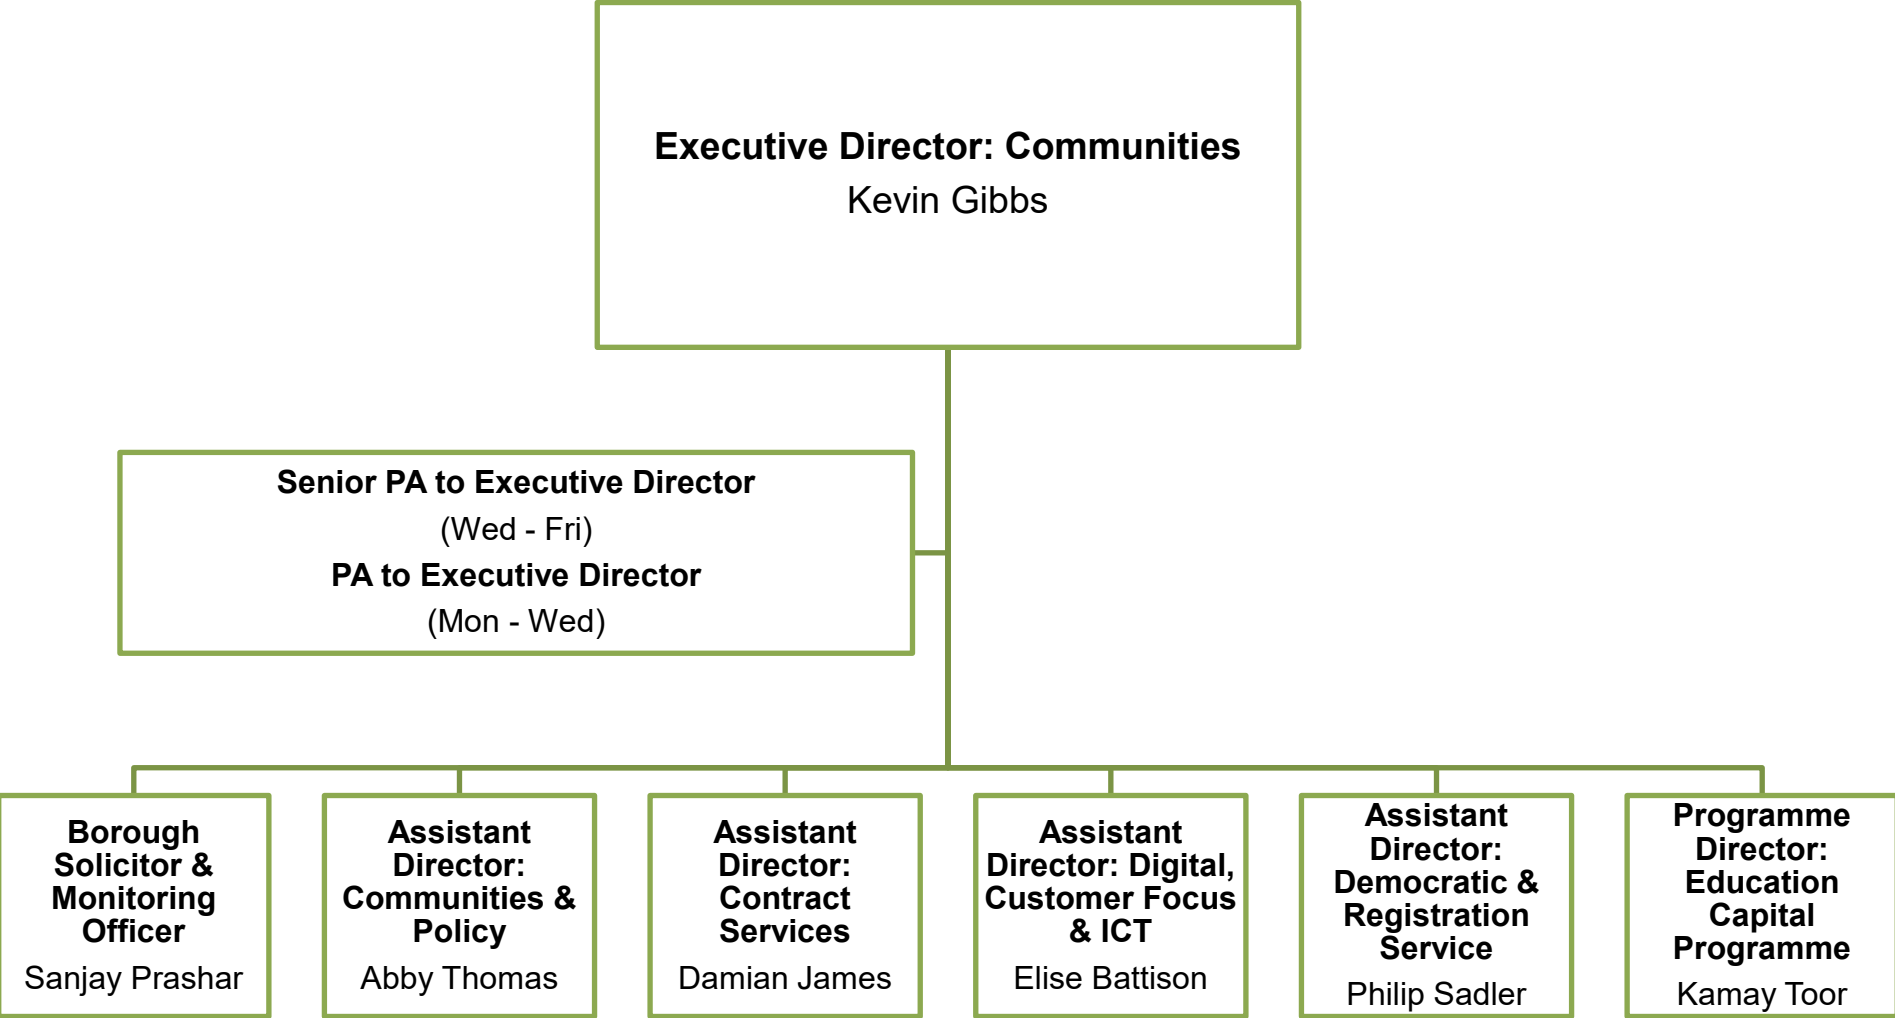 Executive Director: Communities
Kevin Gibbs
Senior PA to Executive Director
(Wed - Fri)
PA to Executive Director
(Mon - Wed)
Borough
Solicitor &
Monitoring
Officer
Sanjay Prashar
Assistant
Director:
Communities &
Policy
Abby Thomas
Assistant
Director:
Contract
Services
Damian James
Assistant
Director: Digital,
Customer Focus
& ICT
Elise Battison
Assistant
Director:
Democratic &
Registration
Service
Philip Sadler
Programme
Director:
Education
Capital
Programme
Kamay Toor